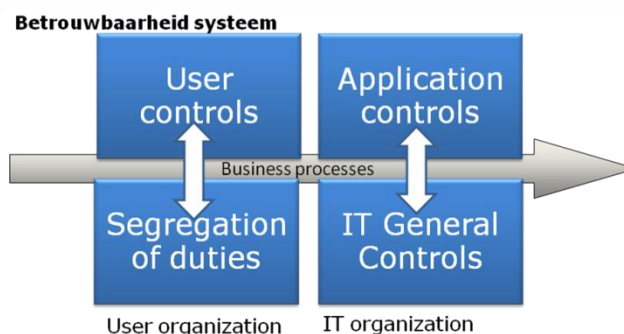 Betrouwbaarheid systeem
User
controls
Application
controls
Business processes
Segregation
of duties
IT General
Controls
User organization
IT organization